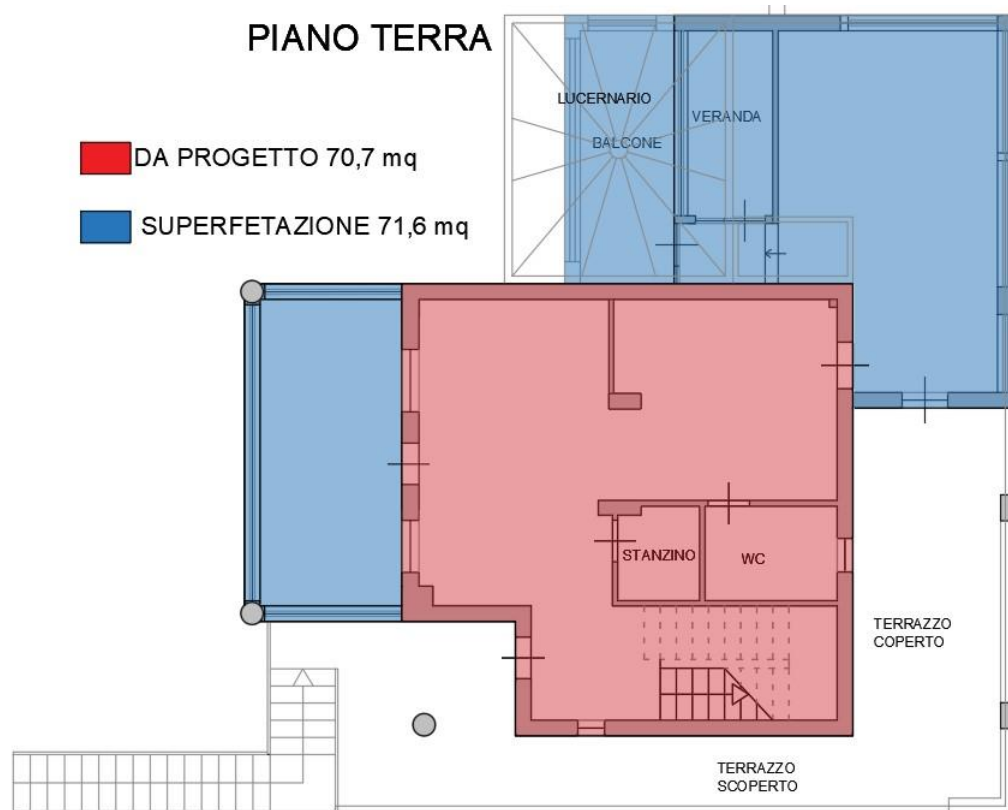 PIANO TERRA
DA PROGETTO 70,7 mq
SUPERFETAZIONE 71,6 mq
LUCERNARIO
BALCONE
VERANDA
STANZINO
WC
TERRAZZO
COPERTO
TERRAZZO
SCOPERTO